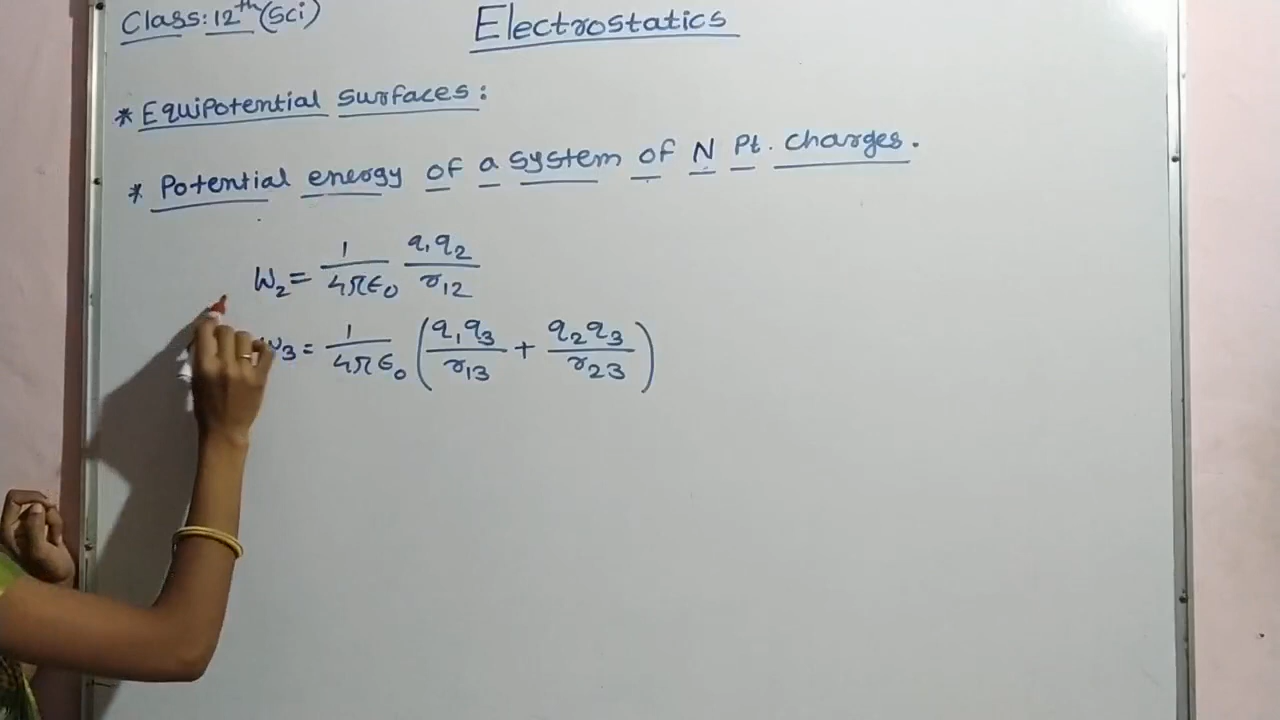 Class: 12th (Sci)
Electrostatics
* Equipotential surfaces:
* Potential energy of a system of N Pt. charges.
W₂ = 1/4πϵ₀ q₁q₂/r₁₂
W₃ = 1/4πϵ₀ (q₁q₃/r₁₃ + q₂q₃/r₂₃)